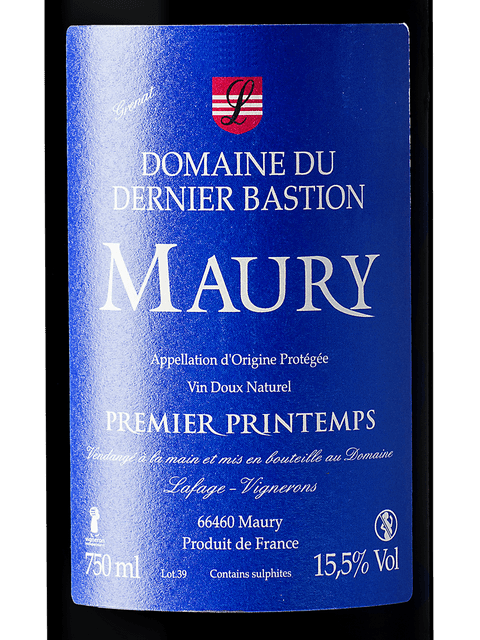 Grenat
L
DOMAINE DU
DERNIER BASTION
MAURY
Appellation d'Origine Protégée
Vin Doux Naturel
PREMIER PRINTEMPS
Vendangé à la main et mis en bouteille au Domaine
Lafage - Vignerons
66460 Maury
Produit de France
750 ml Lot.39 Contains sulphites 15,5% Vol